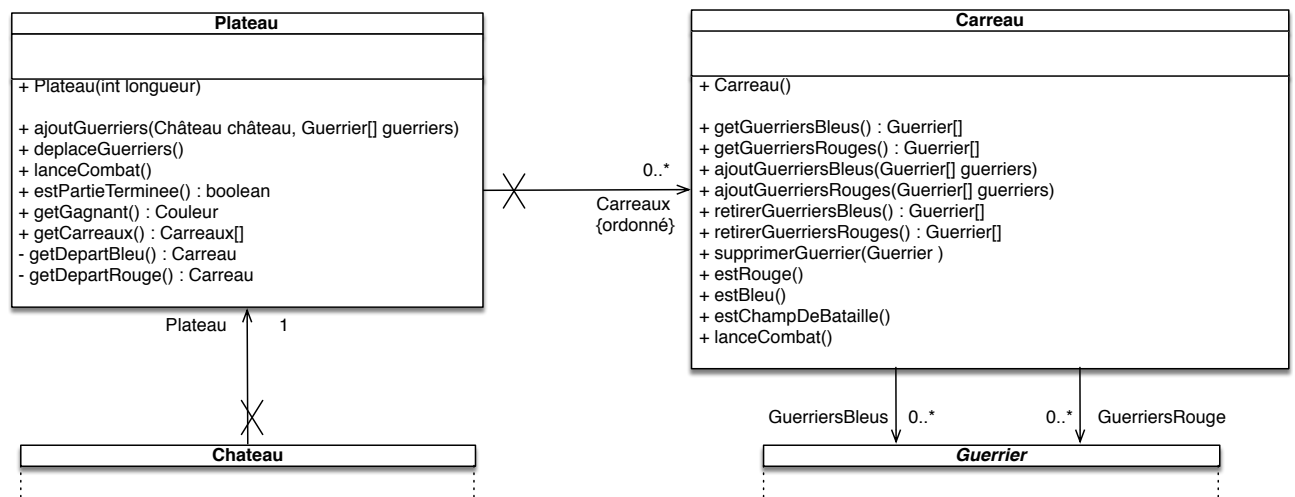 Plateau
+ Plateau(int longueur)
+ ajoutGuerriers(Château château, Guerrier[] guerriers)
+ deplaceGuerriers()
+ lanceCombat()
+ estPartieTerminee() : boolean
+ getGagnant() : Couleur
+ getCarreaux() : Carreaux[]
- getDepartBleu() : Carreau
- getDepartRouge() : Carreau
Carreau
+ Carreau()
+ getGuerriersBleus() : Guerrier[]
+ getGuerriersRouges() : Guerrier[]
+ ajoutGuerriersBleus(Guerrier[] guerriers)
+ ajoutGuerriersRouges(Guerrier[] guerriers)
+ retirerGuerriersBleus() : Guerrier[]
+ retirerGuerriersRouges() : Guerrier[]
+ supprimerGuerrier(Guerrier )
+ estRouge()
+ estBleu()
+ estChampDeBataille()
+ lanceCombat()
0..*
Carreaux
{ordonné}
Plateau 1
GuerriersBleus 0..*
0..* GuerriersRouge
Chateau
Guerrier